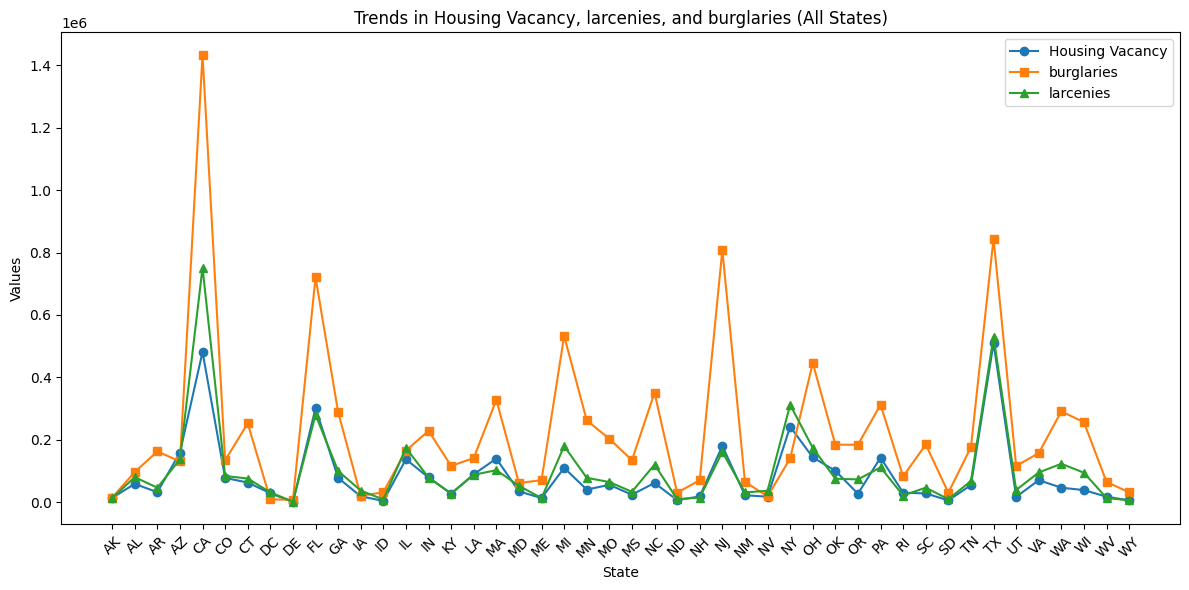 Trends in Housing Vacancy, larcenies, and burglaries (All States)
1e6
Housing Vacancy
burglaries
larcenies
1.4
1.2
1.0
0.8
0.6
0.4
0.2
0.0
Values
AK AL AR AZ CA CO CT DC DE FL GA IA ID IL IN KY LA MA MD ME MI MN MO MS NC ND NH NJ NM NV NY OH OK OR PA RI SC SD TN TX UT VA WA WI WV WY
State